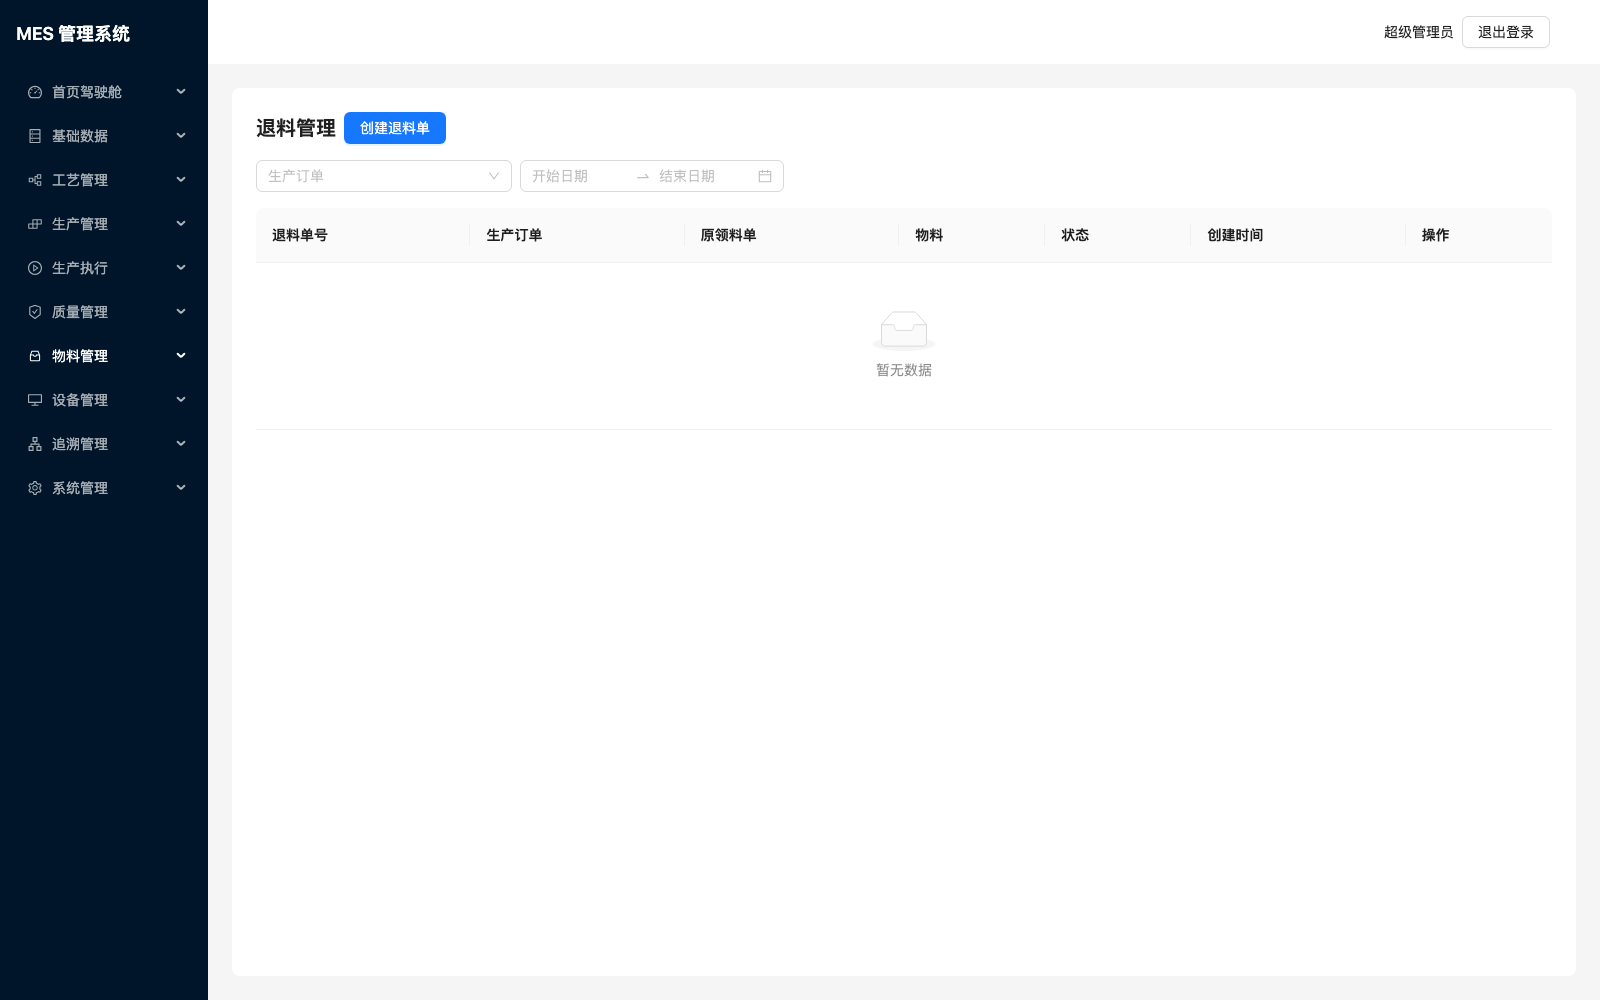 MES 管理系统
超级管理员 退出登录
首页驾驶舱
基础数据
工艺管理
生产管理
生产执行
质量管理
物料管理
设备管理
追溯管理
系统管理
退料管理 创建退料单
生产订单 开始日期 结束日期
退料单号 生产订单 原领料单 物料 状态 创建时间 操作
暂无数据